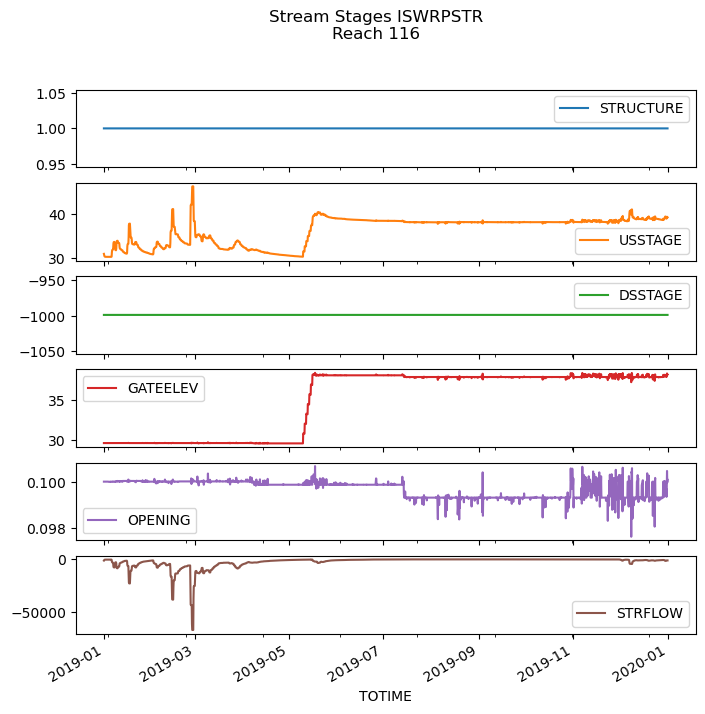 Stream Stages ISWRPSTR
Reach 116
1.05
1.00
0.95
STRUCTURE
40
30
USSTAGE
−950
−1000
−1050
DSSTAGE
35
30
GATEELEV
0.100
0.098
OPENING
0
−50000
STRFLOW
2019-01
2019-03
2019-05
2019-07
2019-09
2019-11
2020-01
TOTIME